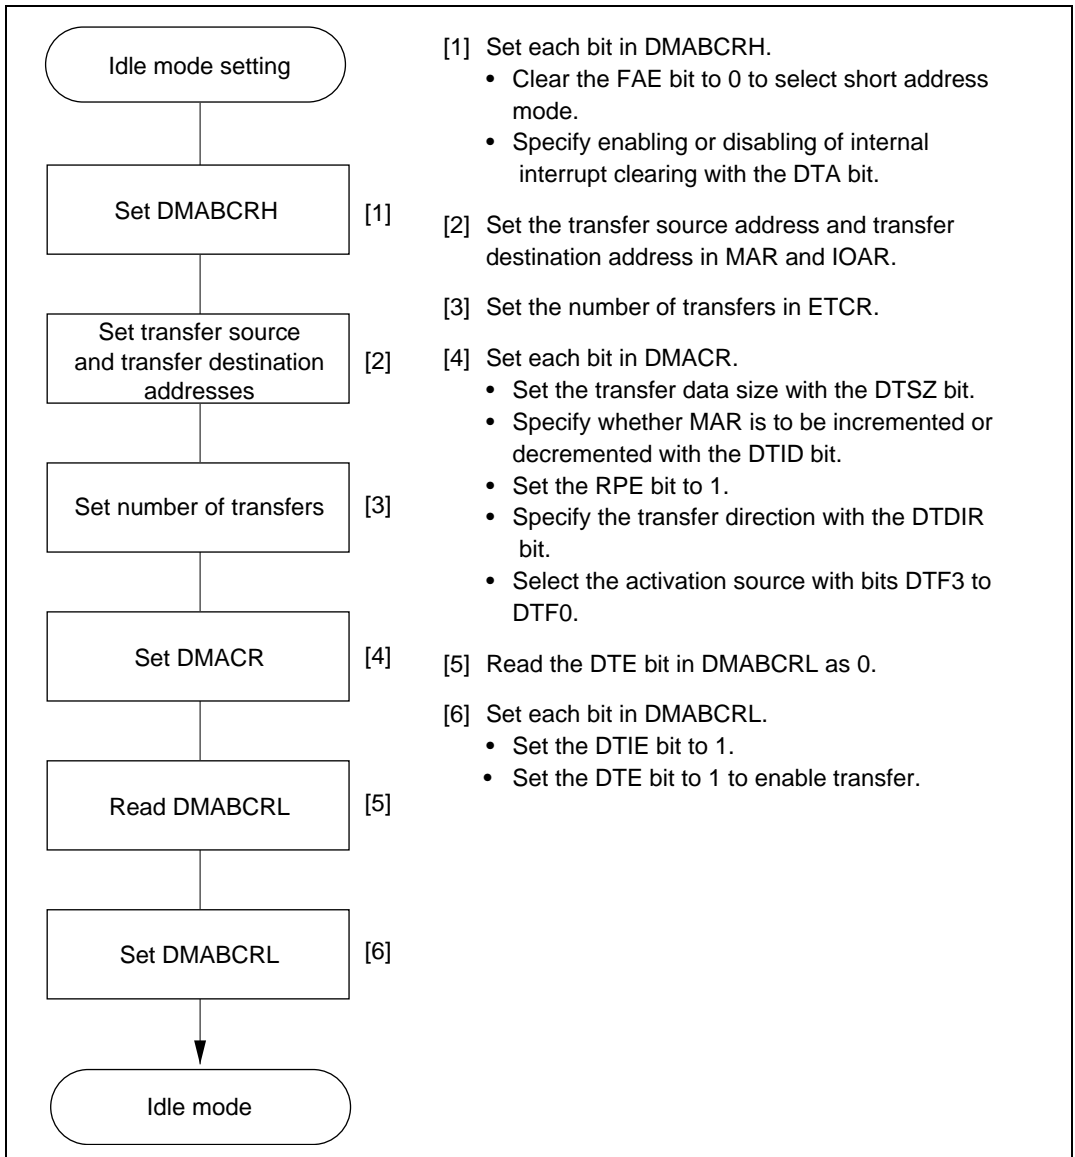 Idle mode setting
Set DMABCRH
[1]
Set transfer source
and transfer destination
addresses
[2]
Set number of transfers
[3]
Set DMACR
[4]
Read DMABCRL
[5]
Set DMABCRL
[6]
Idle mode
[1] Set each bit in DMABCRH.
• Clear the FAE bit to 0 to select short address
mode.
• Specify enabling or disabling of internal
interrupt clearing with the DTA bit.
[2] Set the transfer source address and transfer
destination address in MAR and IOAR.
[3] Set the number of transfers in ETCR.
[4] Set each bit in DMACR.
• Set the transfer data size with the DTSZ bit.
• Specify whether MAR is to be incremented or
decremented with the DTID bit.
• Set the RPE bit to 1.
• Specify the transfer direction with the DTDIR
bit.
• Select the activation source with bits DTF3 to
DTF0.
[5] Read the DTE bit in DMABCRL as 0.
[6] Set each bit in DMABCRL.
• Set the DTIE bit to 1.
• Set the DTE bit to 1 to enable transfer.